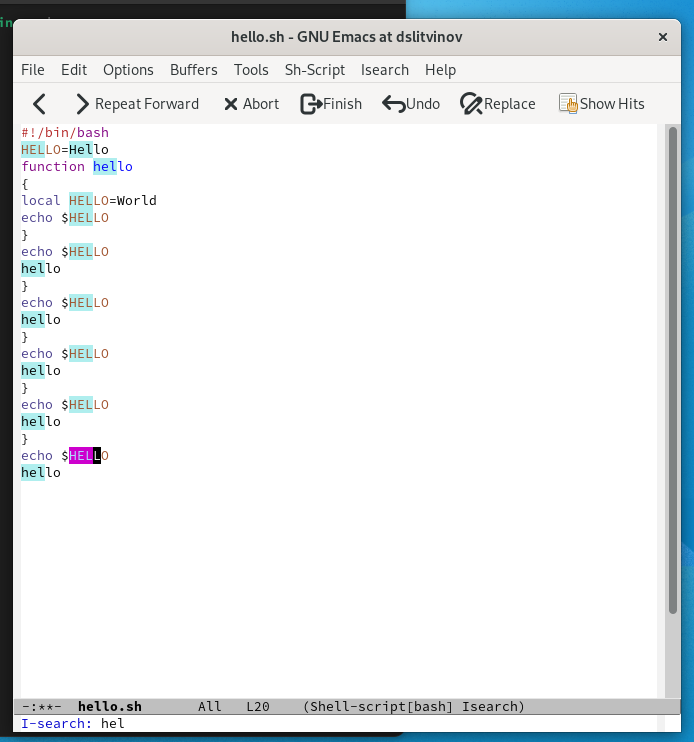 in
hello.sh - GNU Emacs at dslitvinov
File Edit Options Buffers Tools Sh-Script Isearch Help
Repeat Forward Abort Finish Undo Replace Show Hits
#!/bin/bash
HELLO=Hello
function hello
{
local HELLO=World
echo $HELLO
}
echo $HELLO
hello
}
echo $HELLO
hello
}
echo $HELLO
hello
}
echo $HELLO
hello
}
echo $HELLO
hello
-:**- hello.sh All L20 (Shell-script[bash] Isearch)
I-search: hel